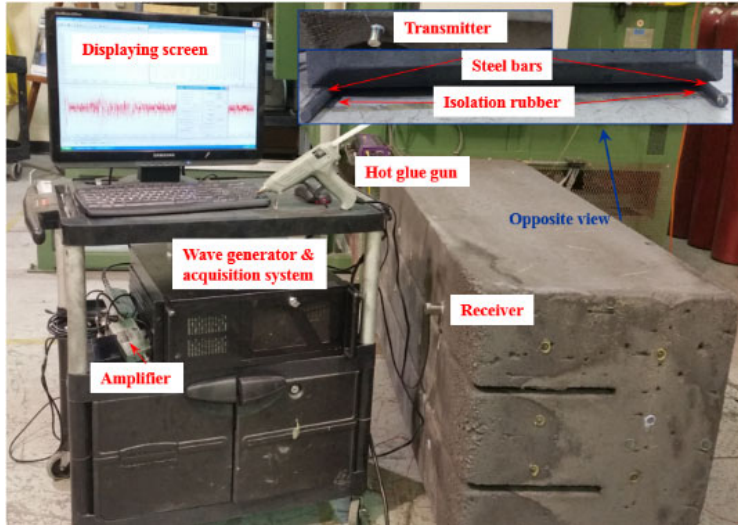 Displaying screen
Transmitter
Steel bars
Isolation rubber
Hot glue gun
Opposite view
Wave generator &
acquisition system
Receiver
Amplifier
SAMSUNG